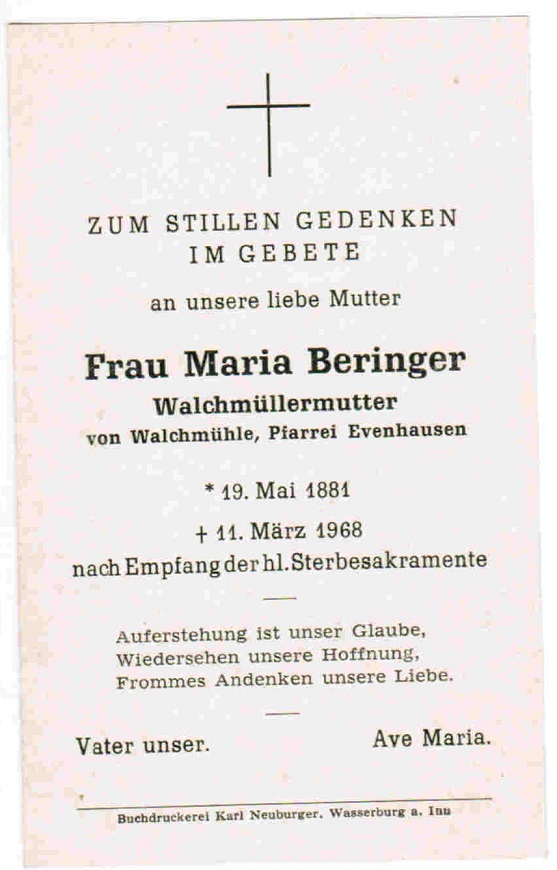 ZUM STILLEN GEDENKEN
IM GEBETE
an unsere liebe Mutter
Frau Maria Beringer
Walchmüllermutter
von Walchmühle, Pfarrei Evenhausen
* 19. Mai 1881
† 11. März 1968
nach Empfang der hl. Sterbesakramente
Auferstehung ist unser Glaube,
Wiedersehen unsere Hoffnung,
Frommes Andenken unsere Liebe.
Vater unser. Ave Maria.
Buchdruckerei Karl Neuburger, Wasserburg a. Inn